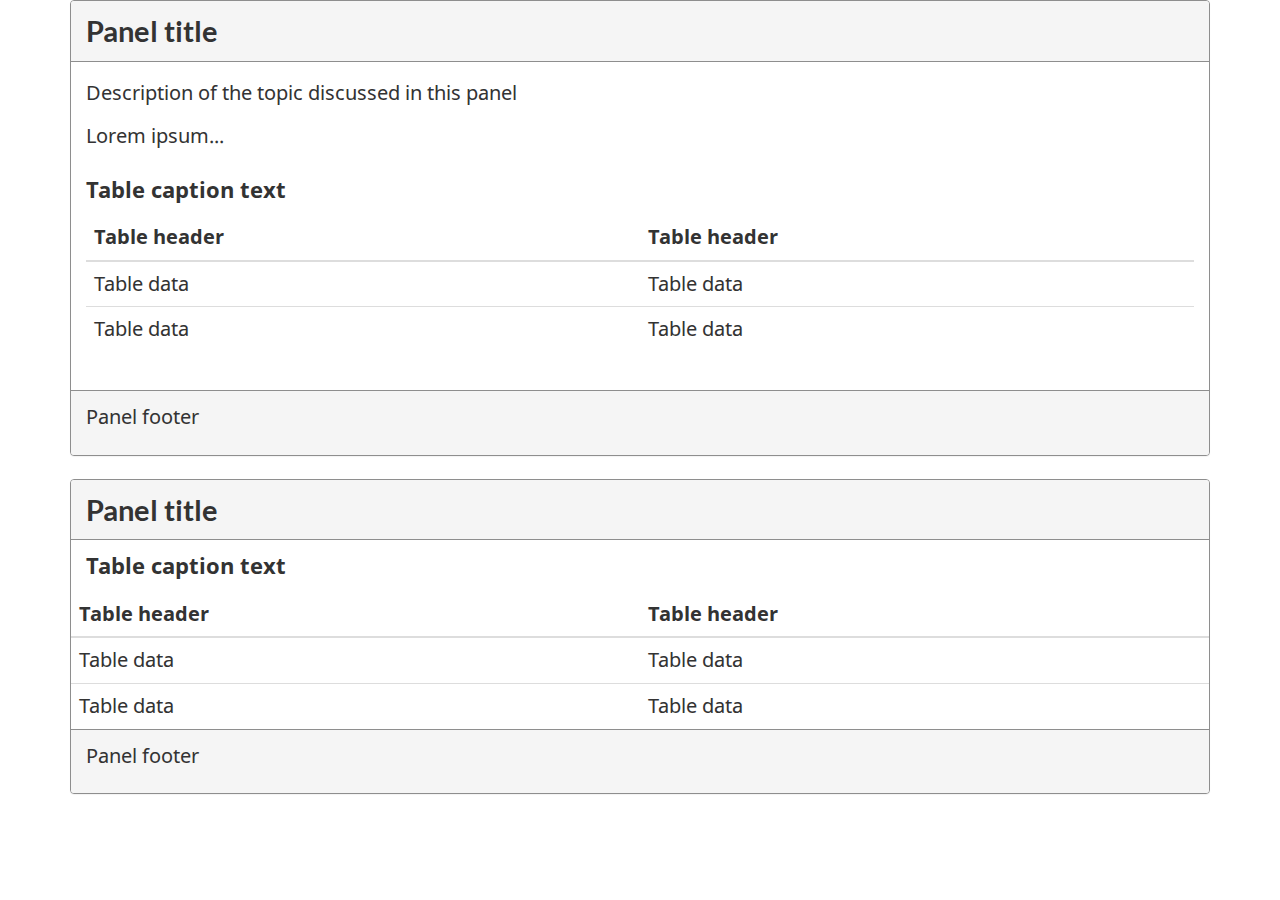 Panel title
Description of the topic discussed in this panel
Lorem ipsum...
Table caption text
Table header Table header
Table data Table data
Table data Table data
Panel footer
Panel title
Table caption text
Table header Table header
Table data Table data
Table data Table data
Panel footer